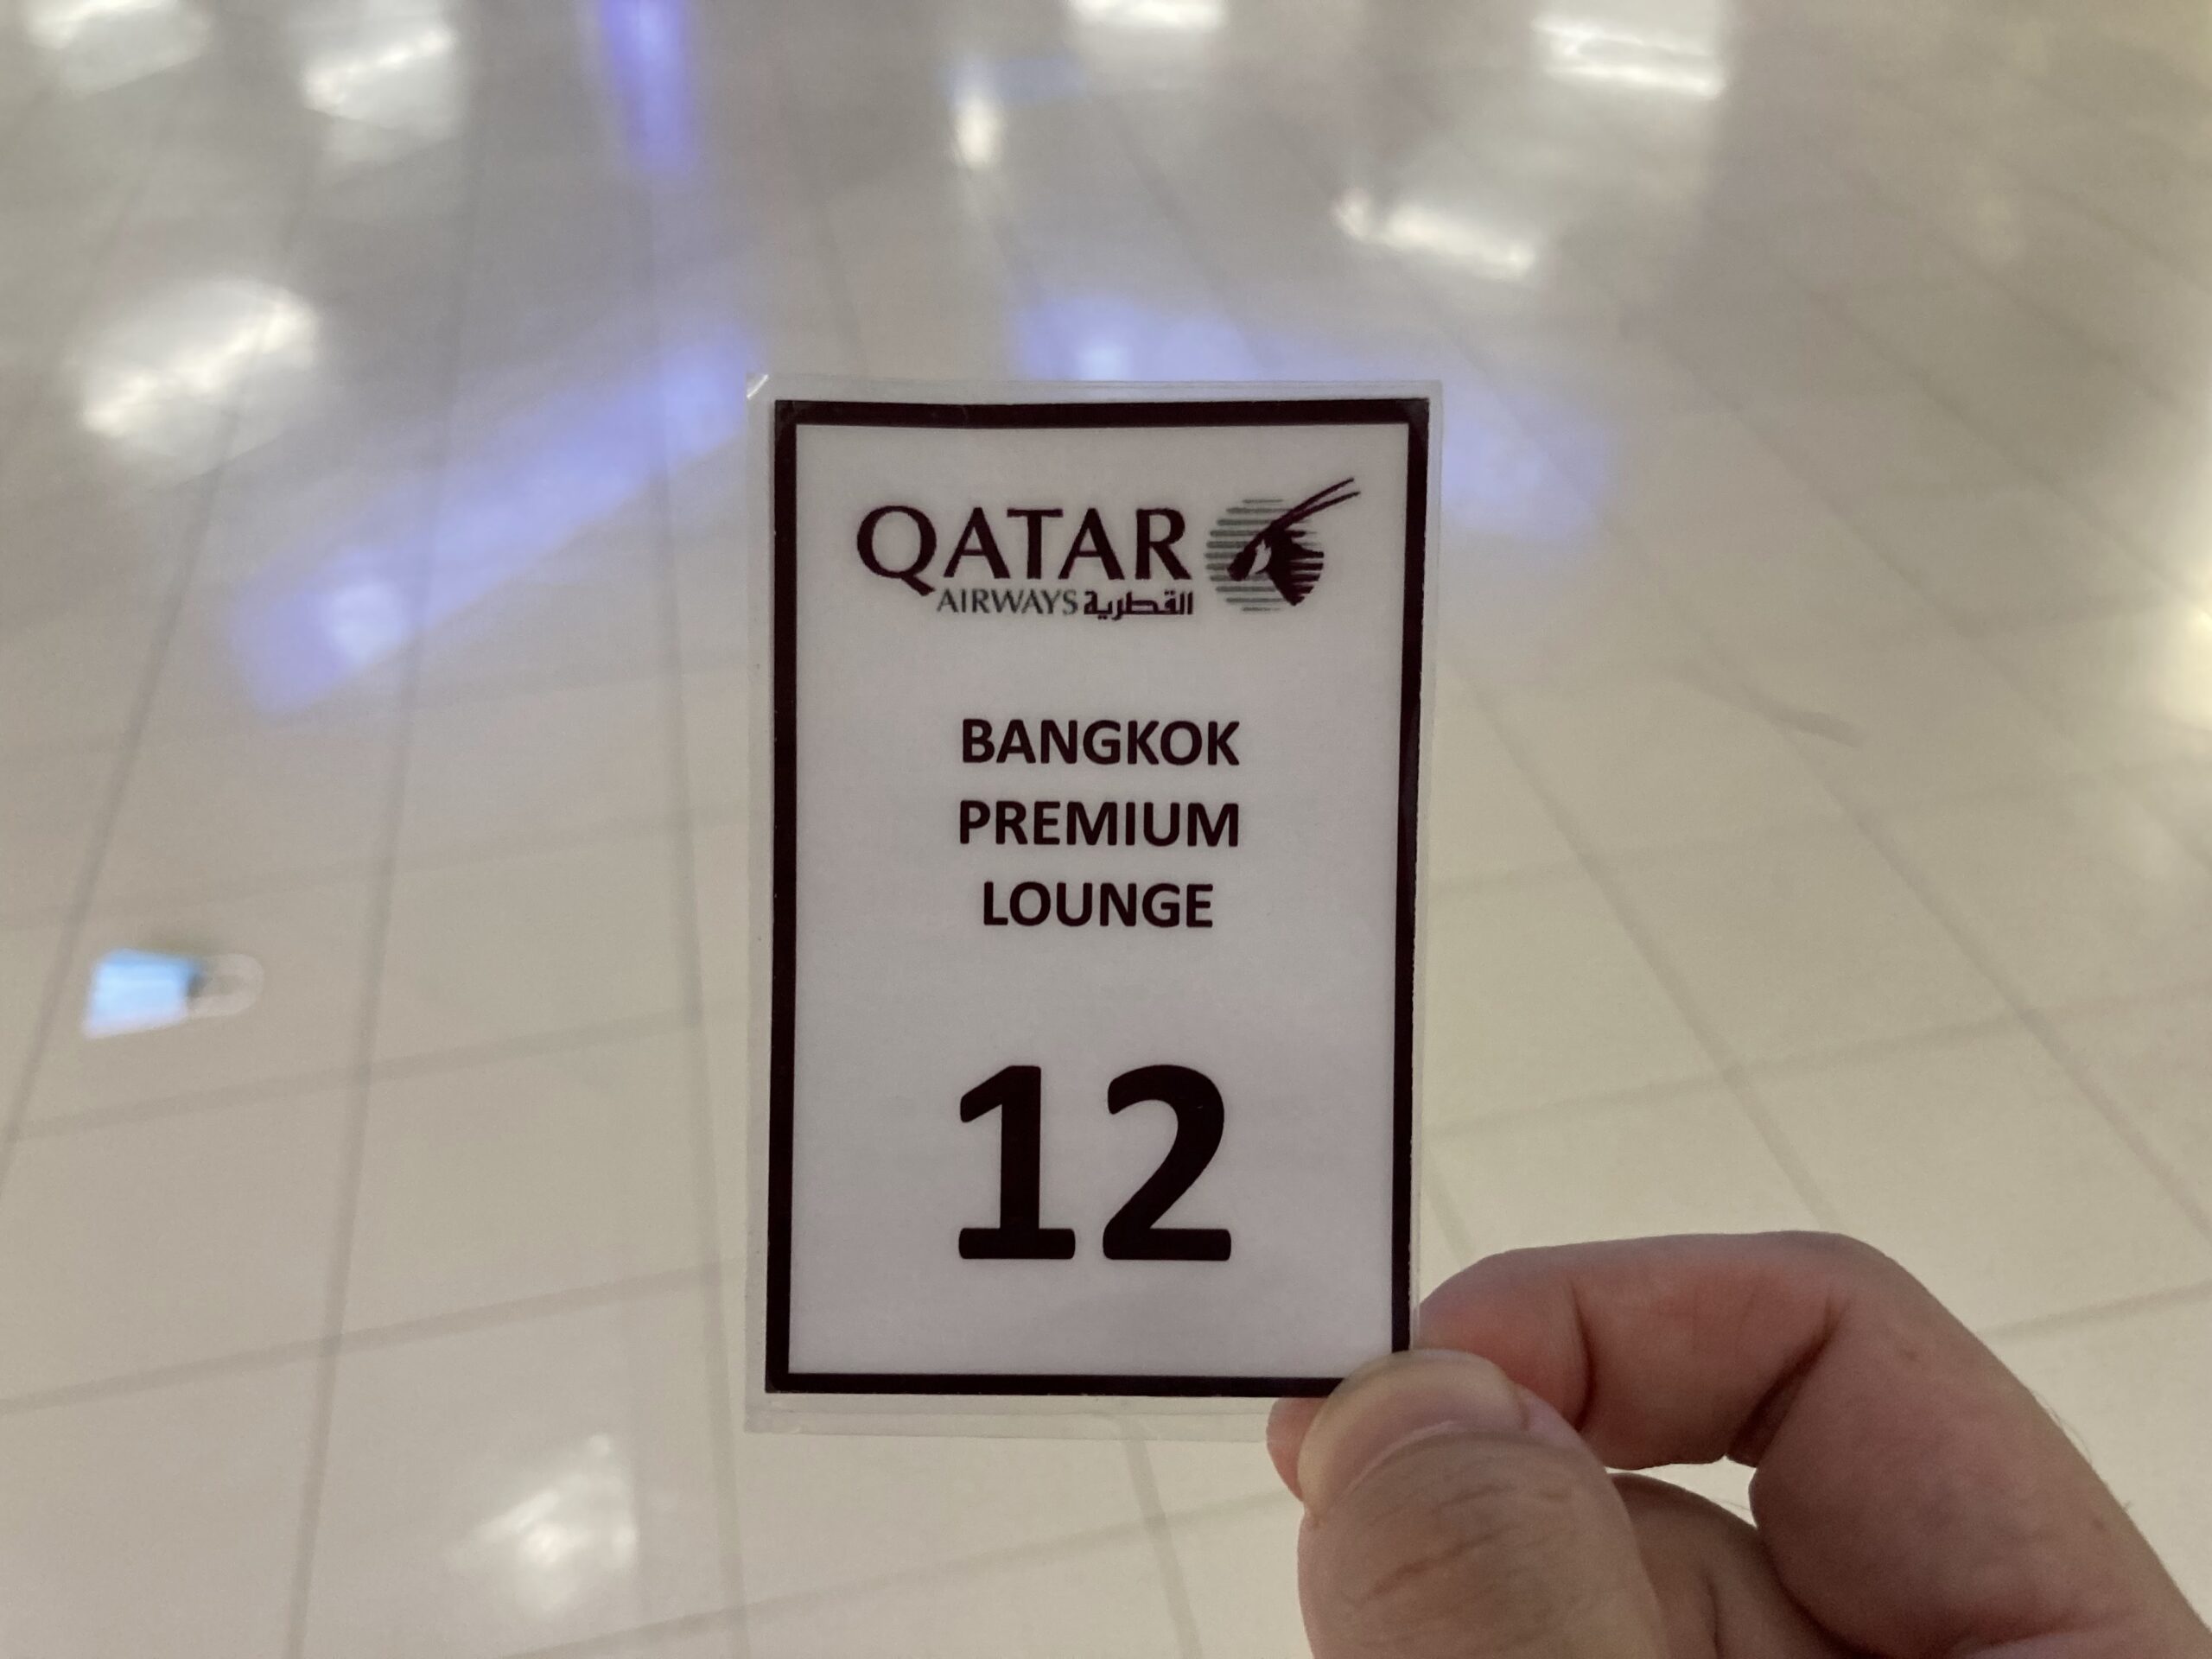 QATAR
AIRWAYS القطرية
BANGKOK
PREMIUM
LOUNGE
12